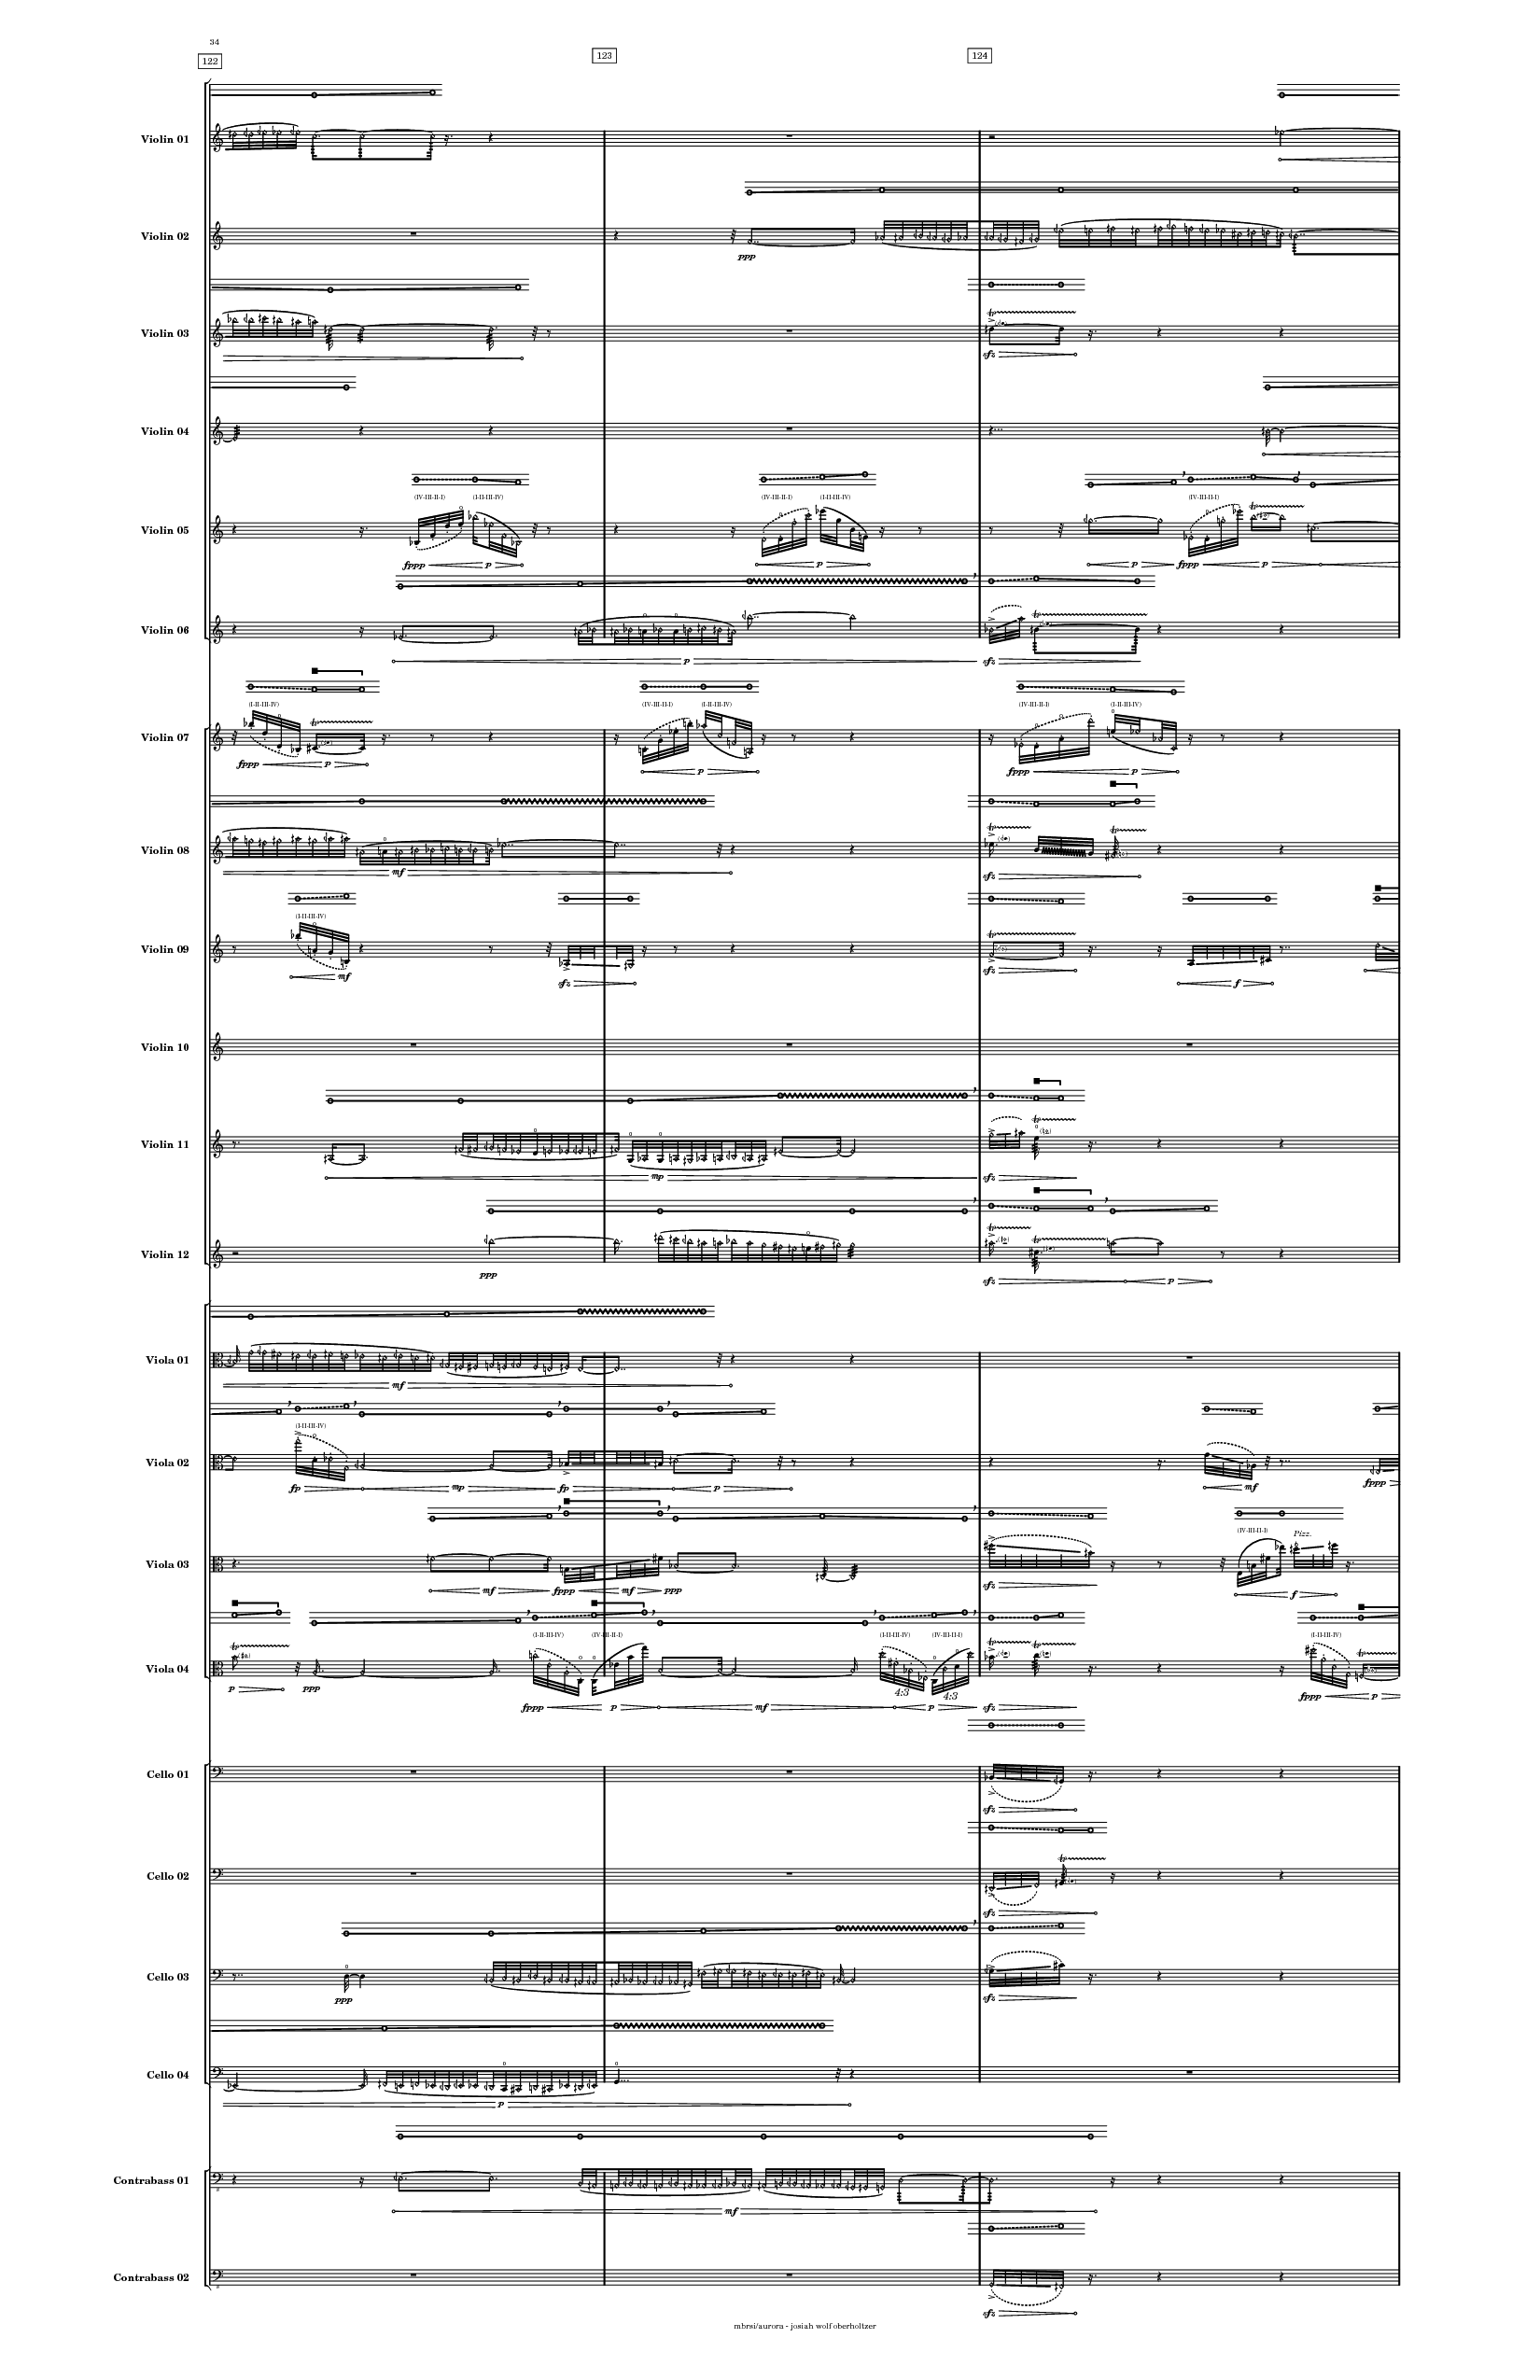 34
122 123 124
Violin 01
Violin 02
ppp
Violin 03
sfz
Violin 04
(IV-III-II-I) (I-II-III-IV) (IV-III-II-I) (I-II-III-IV) (IV-III-II-I)
Violin 05
fppp p p p fppp p
Violin 06
p sfz
(I-II-III-IV) (IV-III-II-I) (I-II-III-IV) (IV-III-II-I) (I-II-III-IV)
Violin 07
fppp p p fppp p
Violin 08
mf sfz
(I-II-III-IV)
Violin 09
mf sfz sfz f
Violin 10
Violin 11
mp sfz
Violin 12
ppp sfz p
Viola 01
mf
(I-II-III-IV)
Viola 02
fp mp fp p mf fppp
(IV-III-II-I) Pizz.
Viola 03
mf fppp mf ppp sfz f
(I-II-III-IV) (IV-III-II-I) (I-II-III-IV) (IV-III-II-I) (I-II-III-IV)
Viola 04
4:3 4:3
p ppp fppp p mf p sfz fppp p
Cello 01
sfz
Cello 02
sfz
Cello 03
ppp sfz
Cello 04
p
Contrabass 01
mf
Contrabass 02
sfz
mbrsi/aurora - josiah wolf oberholtzer